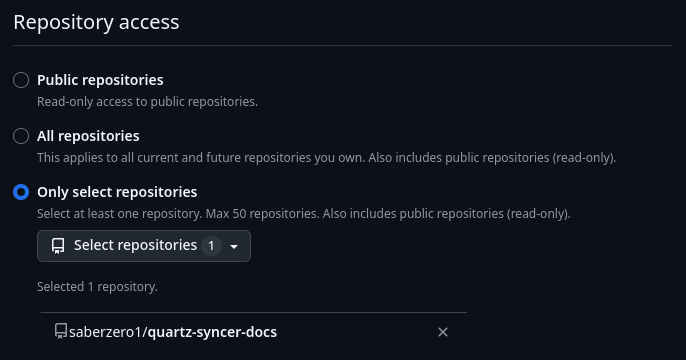 Repository access
Public repositories
Read-only access to public repositories.
All repositories
This applies to all current and future repositories you own. Also includes public repositories (read-only).
Only select repositories
Select at least one repository. Max 50 repositories. Also includes public repositories (read-only).
Select repositories 1
Selected 1 repository.
saberzero1/quartz-syncer-docs